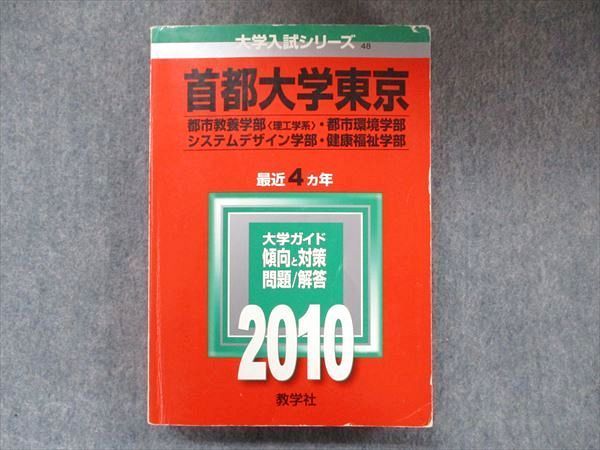 大学入試シリーズ 48
首都大学東京
都市教養学部〈理工学系〉・都市環境学部
システムデザイン学部・健康福祉学部
最近4カ年
大学ガイド
傾向と対策
問題/解答
2010
教学社